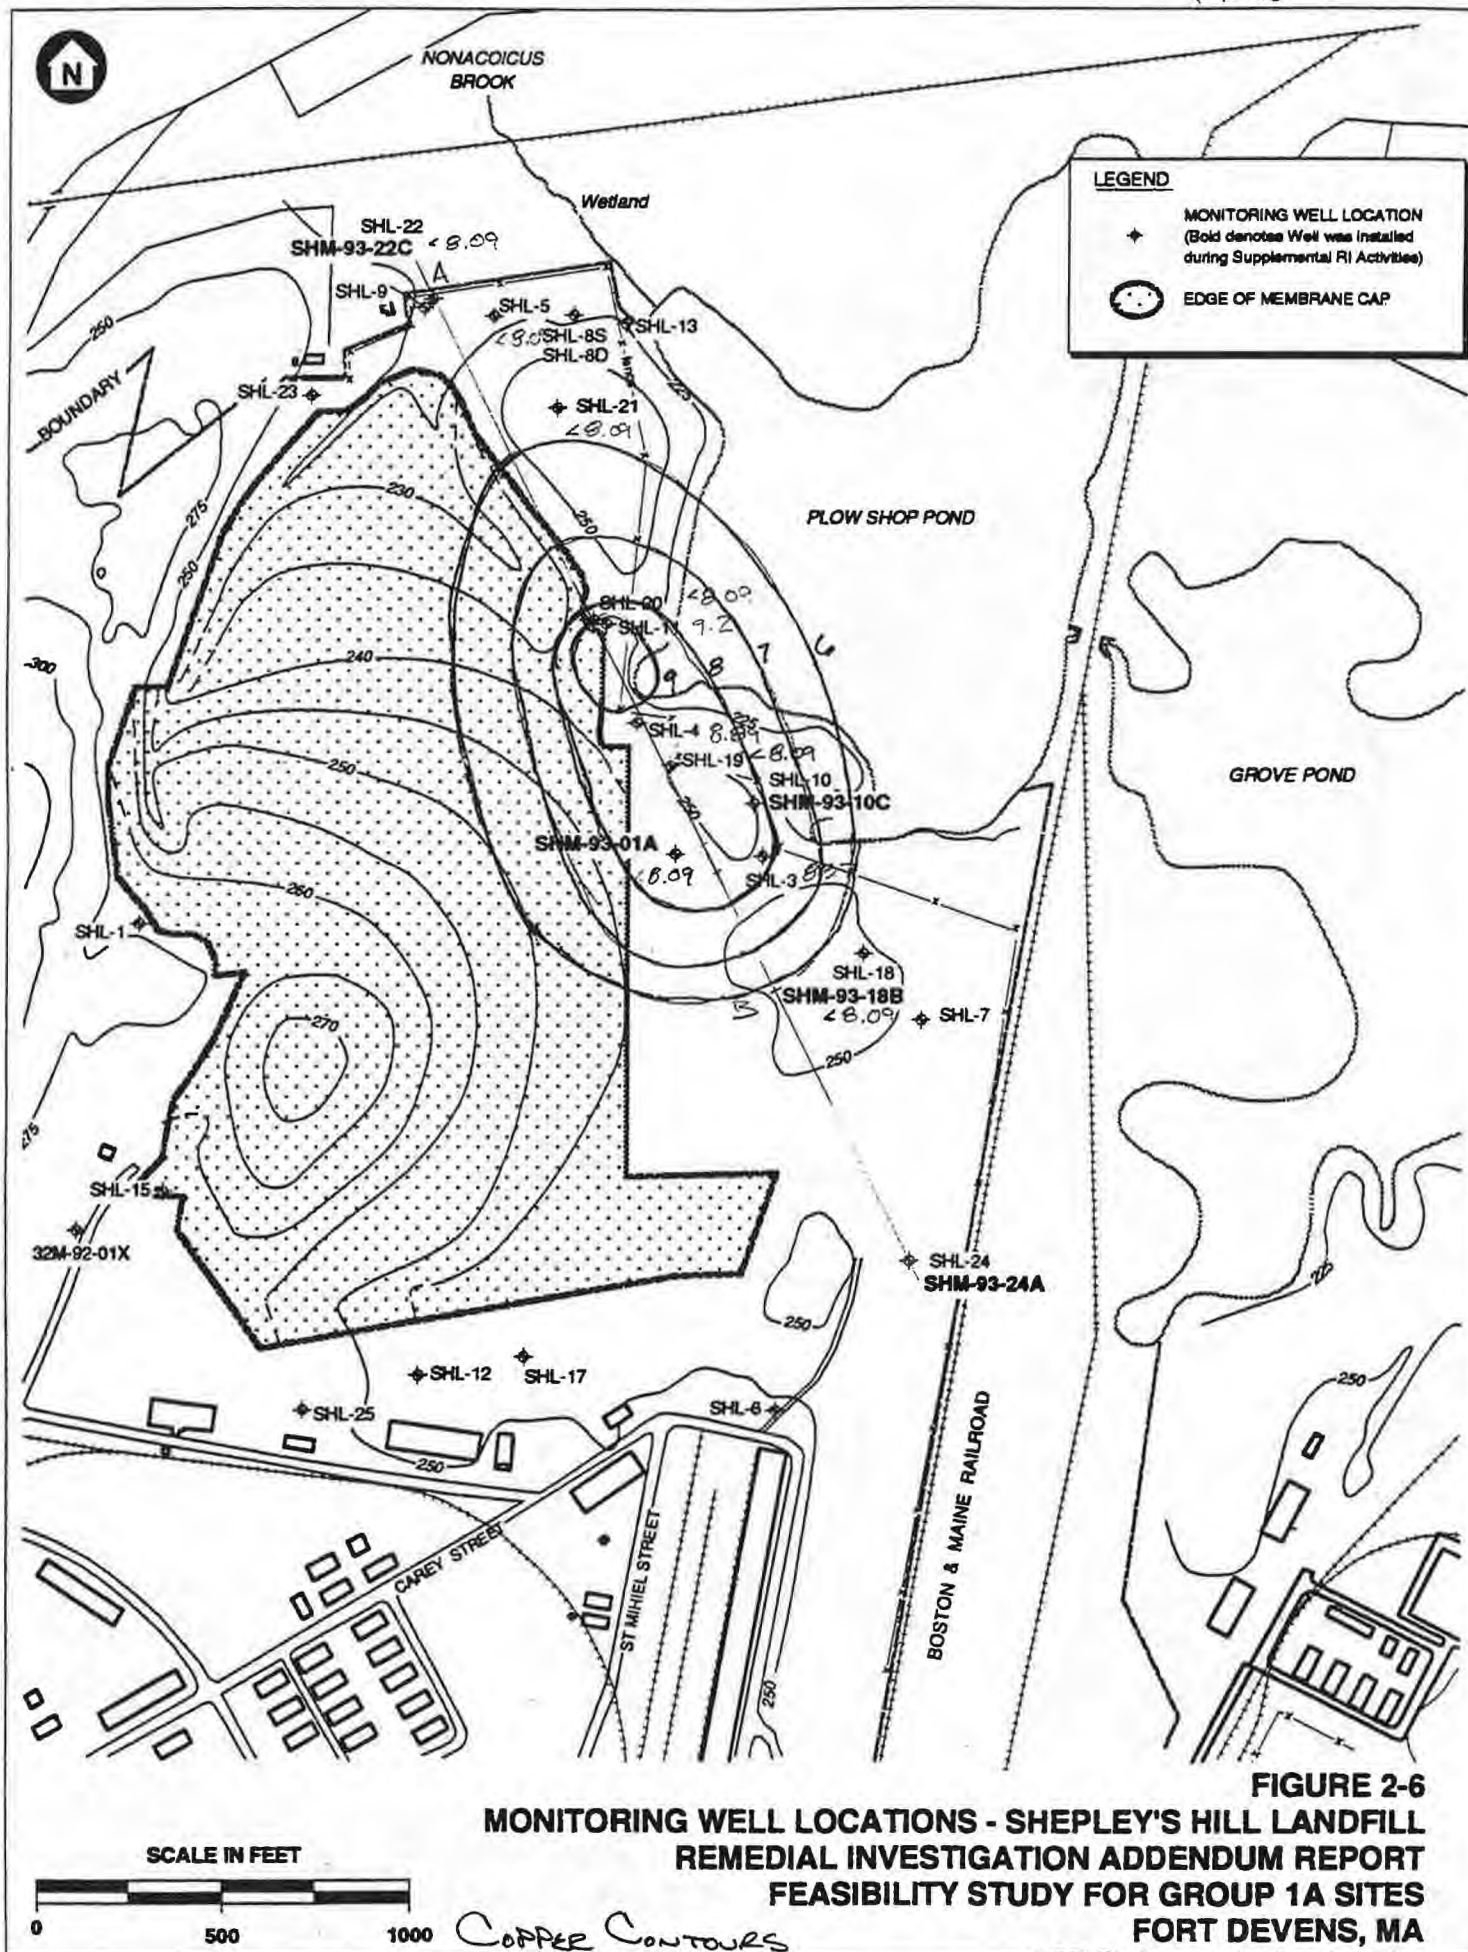 N
NONACOICUS
BROOK
Wetland
LEGEND
MONITORING WELL LOCATION
(Bold denotes Well was installed
during Supplemental RI Activities)
EDGE OF MEMBRANE CAP
SHL-22
SHM-93-22C
<8.09
A
SHL-9
SHL-5
SHL-8S
SHL-8D
SHL-13
fence
225
250
BOUNDARY
SHL-23
SHL-21
<8.09
275
230
250
250
PLOW SHOP POND
SHL-20 <8.09
SHL-11 9.2
9 8 7 6
300
240
225
SHL-4
SHL-19 <8.09
250
SHL-10
SHM-93-10C
250
GROVE POND
SHM-93-01A
<8.09
SHL-3
260
SHL-1
SHL-18
SHM-93-18B
B
<8.09
SHL-7
250
270
275
SHL-15
32M-92-01X
SHL-24
SHM-93-24A
225
250
SHL-12
SHL-17
SHL-25
SHL-6
250
250
CAREY STREET
ST MIHIEL STREET
BOSTON & MAINE RAILROAD
250
FIGURE 2-6
MONITORING WELL LOCATIONS - SHEPLEY'S HILL LANDFILL
REMEDIAL INVESTIGATION ADDENDUM REPORT
FEASIBILITY STUDY FOR GROUP 1A SITES
FORT DEVENS, MA
SCALE IN FEET
0 500 1000
COPPER CONTOURS